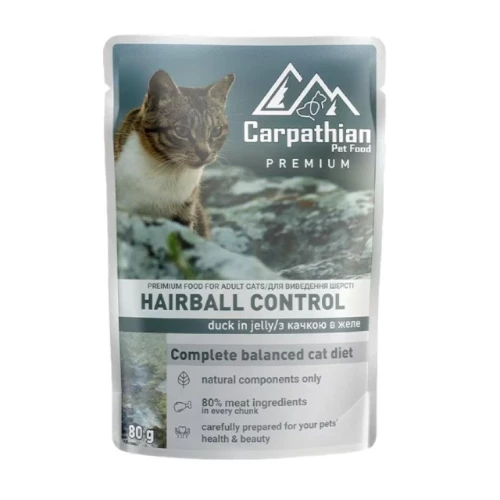 Carpathian
Pet Food
PREMIUM
PREIMIUM FOOD FOR ADULT CATS/ДЛЯ ВИВЕДЕННЯ ШЕРСТІ
HAIRBALL CONTROL
duck in jelly/з качкою в желе
Complete balanced cat diet
natural components only
80% meat ingredients
in every chunk
carefully prepared for your pets'
health & beauty
80 g